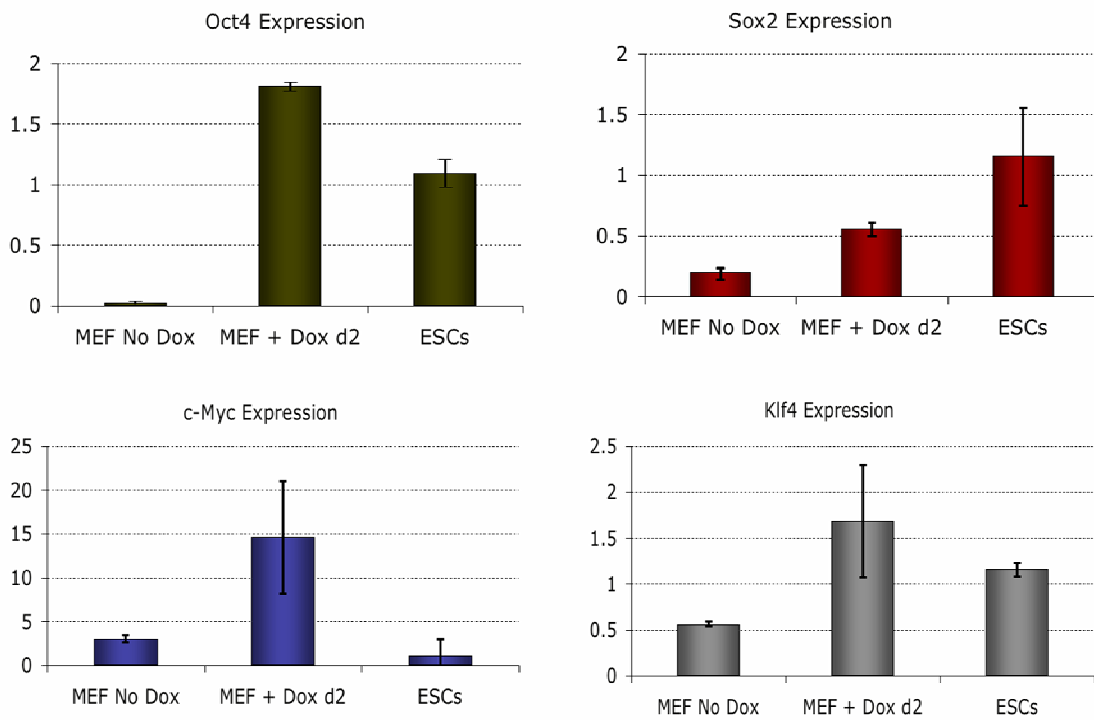 Oct4 Expression
2
1.5
1
0.5
0
MEF No Dox MEF + Dox d2 ESCs
Sox2 Expression
2
1.5
1
0.5
0
MEF No Dox MEF + Dox d2 ESCs
c-Myc Expression
25
20
15
10
5
0
MEF No Dox MEF + Dox d2 ESCs
Klf4 Expression
2.5
2
1.5
1
0.5
0
MEF No Dox MEF + Dox d2 ESCs